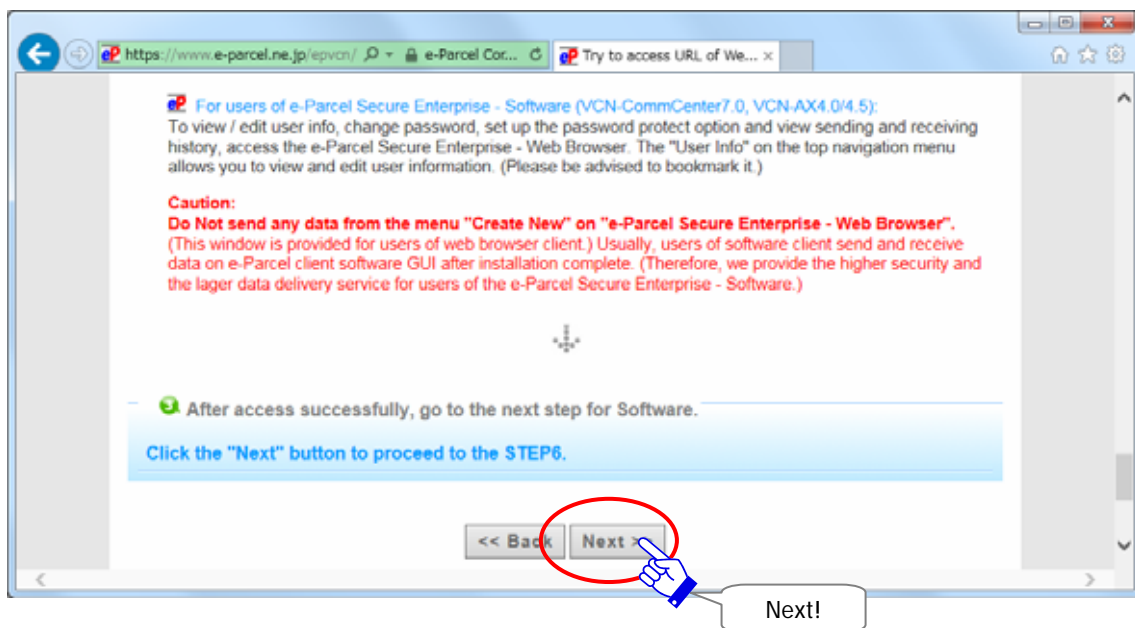 https://www.e-parcel.ne.jp/epvcn/ e-Parcel Cor... eP Try to access URL of We... ×
eP For users of e-Parcel Secure Enterprise - Software (VCN-CommCenter7.0, VCN-AX4.0/4.5):
To view / edit user info, change password, set up the password protect option and view sending and receiving
history, access the e-Parcel Secure Enterprise - Web Browser. The "User Info" on the top navigation menu
allows you to view and edit user information. (Please be advised to bookmark it.)
Caution:
Do Not send any data from the menu "Create New" on "e-Parcel Secure Enterprise - Web Browser".
(This window is provided for users of web browser client.) Usually, users of software client send and receive
data on e-Parcel client software GUI after installation complete. (Therefore, we provide the higher security and
the lager data delivery service for users of the e-Parcel Secure Enterprise - Software.)
3 After access successfully, go to the next step for Software.
Click the "Next" button to proceed to the STEP6.
<< Back Next >>
Next!